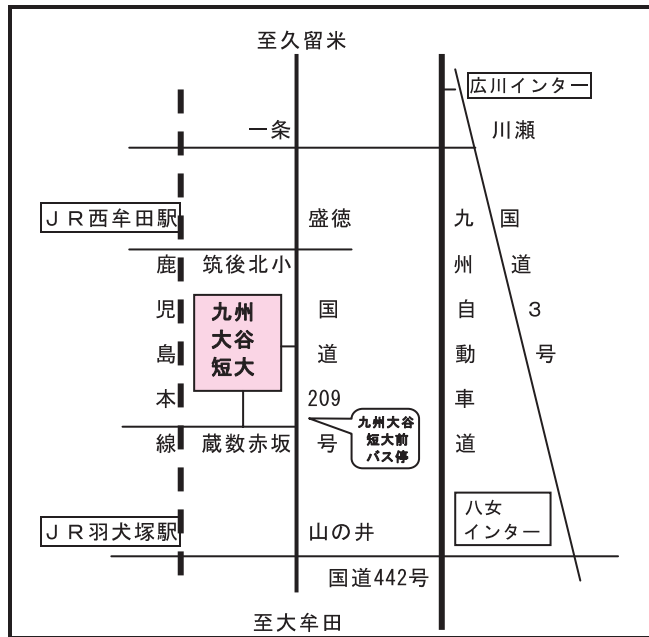 至久留米
広川インター
一条
川瀬
ＪＲ西牟田駅
盛徳
九州自動車道
国道３号
鹿児島本線
筑後北小
九州
大谷
短大
国道209号
九州大谷
短大前
バス停
蔵数赤坂
八女
インター
ＪＲ羽犬塚駅
山の井
国道442号
至大牟田